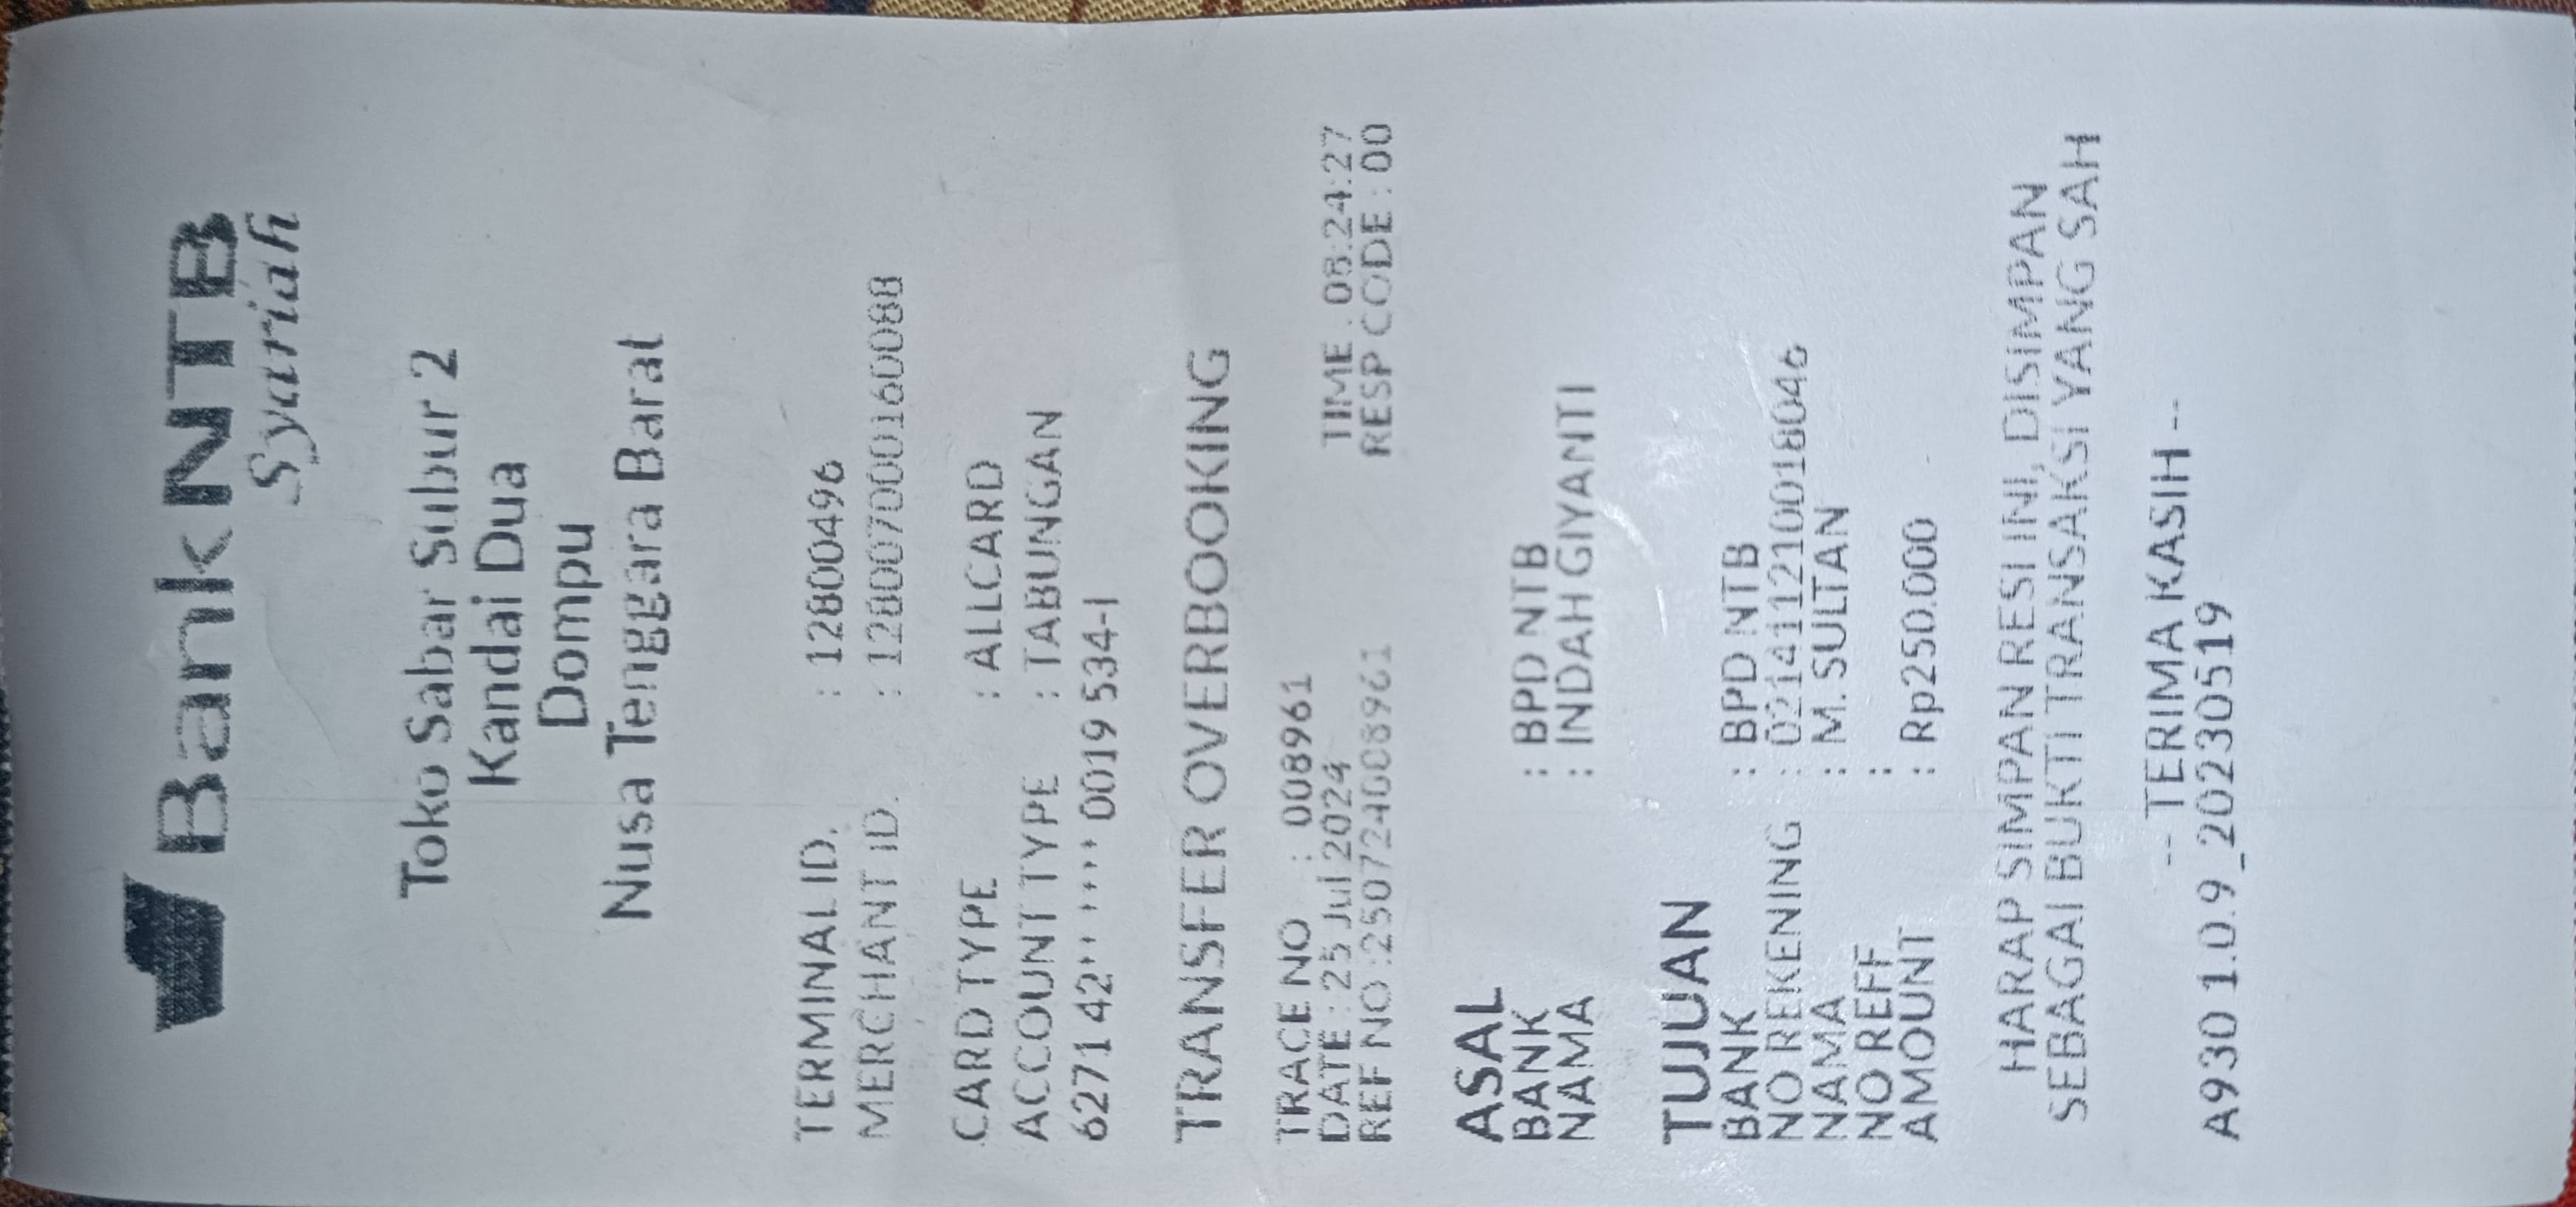 Bank NTB
Syariah
Toko Sabar Subur 2
Kandai Dua
Dompu
Nusa Tenggara Barat
TERMINAL ID. : 12800496
MERCHANT ID. : 128007000160088
CARD TYPE : ALLCARD
ACCOUNT TYPE : TABUNGAN
6271 42** **** 0019 534-I
TRANSFER OVERBOOKING
TRACE NO : 008961
DATE : 25 Jul 2024 TIME : 08:24:27
REF NO :250724008961 RESP CODE : 00
ASAL
BANK : BPD NTB
NAMA : INDAH GIYANTI
TUJUAN
BANK : BPD NTB
NO REKENING : 021411210018046
NAMA : M. SULTAN
NO REFF :
AMOUNT : Rp250.000
HARAP SIMPAN RESI INI, DISIMPAN
SEBAGAI BUKTI TRANSAKSI YANG SAH
-- TERIMA KASIH --
A930 1.0.9_20230519